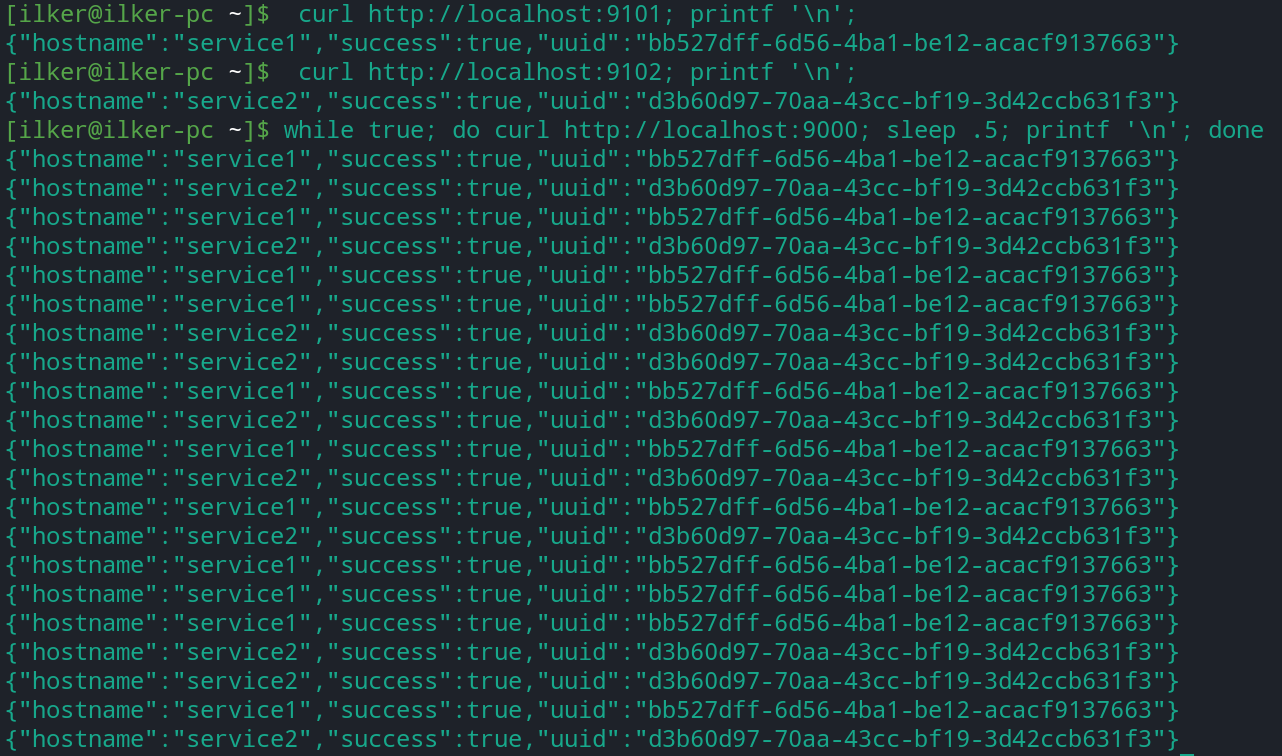 [ilker@ilker-pc ~]$  curl http://localhost:9101; printf '\n';
{"hostname":"service1","success":true,"uuid":"bb527dff-6d56-4ba1-be12-acacf9137663"}
[ilker@ilker-pc ~]$  curl http://localhost:9102; printf '\n';
{"hostname":"service2","success":true,"uuid":"d3b60d97-70aa-43cc-bf19-3d42ccb631f3"}
[ilker@ilker-pc ~]$ while true; do curl http://localhost:9000; sleep .5; printf '\n'; done
{"hostname":"service1","success":true,"uuid":"bb527dff-6d56-4ba1-be12-acacf9137663"}
{"hostname":"service2","success":true,"uuid":"d3b60d97-70aa-43cc-bf19-3d42ccb631f3"}
{"hostname":"service1","success":true,"uuid":"bb527dff-6d56-4ba1-be12-acacf9137663"}
{"hostname":"service2","success":true,"uuid":"d3b60d97-70aa-43cc-bf19-3d42ccb631f3"}
{"hostname":"service1","success":true,"uuid":"bb527dff-6d56-4ba1-be12-acacf9137663"}
{"hostname":"service1","success":true,"uuid":"bb527dff-6d56-4ba1-be12-acacf9137663"}
{"hostname":"service2","success":true,"uuid":"d3b60d97-70aa-43cc-bf19-3d42ccb631f3"}
{"hostname":"service2","success":true,"uuid":"d3b60d97-70aa-43cc-bf19-3d42ccb631f3"}
{"hostname":"service1","success":true,"uuid":"bb527dff-6d56-4ba1-be12-acacf9137663"}
{"hostname":"service2","success":true,"uuid":"d3b60d97-70aa-43cc-bf19-3d42ccb631f3"}
{"hostname":"service1","success":true,"uuid":"bb527dff-6d56-4ba1-be12-acacf9137663"}
{"hostname":"service2","success":true,"uuid":"d3b60d97-70aa-43cc-bf19-3d42ccb631f3"}
{"hostname":"service1","success":true,"uuid":"bb527dff-6d56-4ba1-be12-acacf9137663"}
{"hostname":"service2","success":true,"uuid":"d3b60d97-70aa-43cc-bf19-3d42ccb631f3"}
{"hostname":"service1","success":true,"uuid":"bb527dff-6d56-4ba1-be12-acacf9137663"}
{"hostname":"service1","success":true,"uuid":"bb527dff-6d56-4ba1-be12-acacf9137663"}
{"hostname":"service1","success":true,"uuid":"bb527dff-6d56-4ba1-be12-acacf9137663"}
{"hostname":"service2","success":true,"uuid":"d3b60d97-70aa-43cc-bf19-3d42ccb631f3"}
{"hostname":"service2","success":true,"uuid":"d3b60d97-70aa-43cc-bf19-3d42ccb631f3"}
{"hostname":"service1","success":true,"uuid":"bb527dff-6d56-4ba1-be12-acacf9137663"}
{"hostname":"service2","success":true,"uuid":"d3b60d97-70aa-43cc-bf19-3d42ccb631f3"}